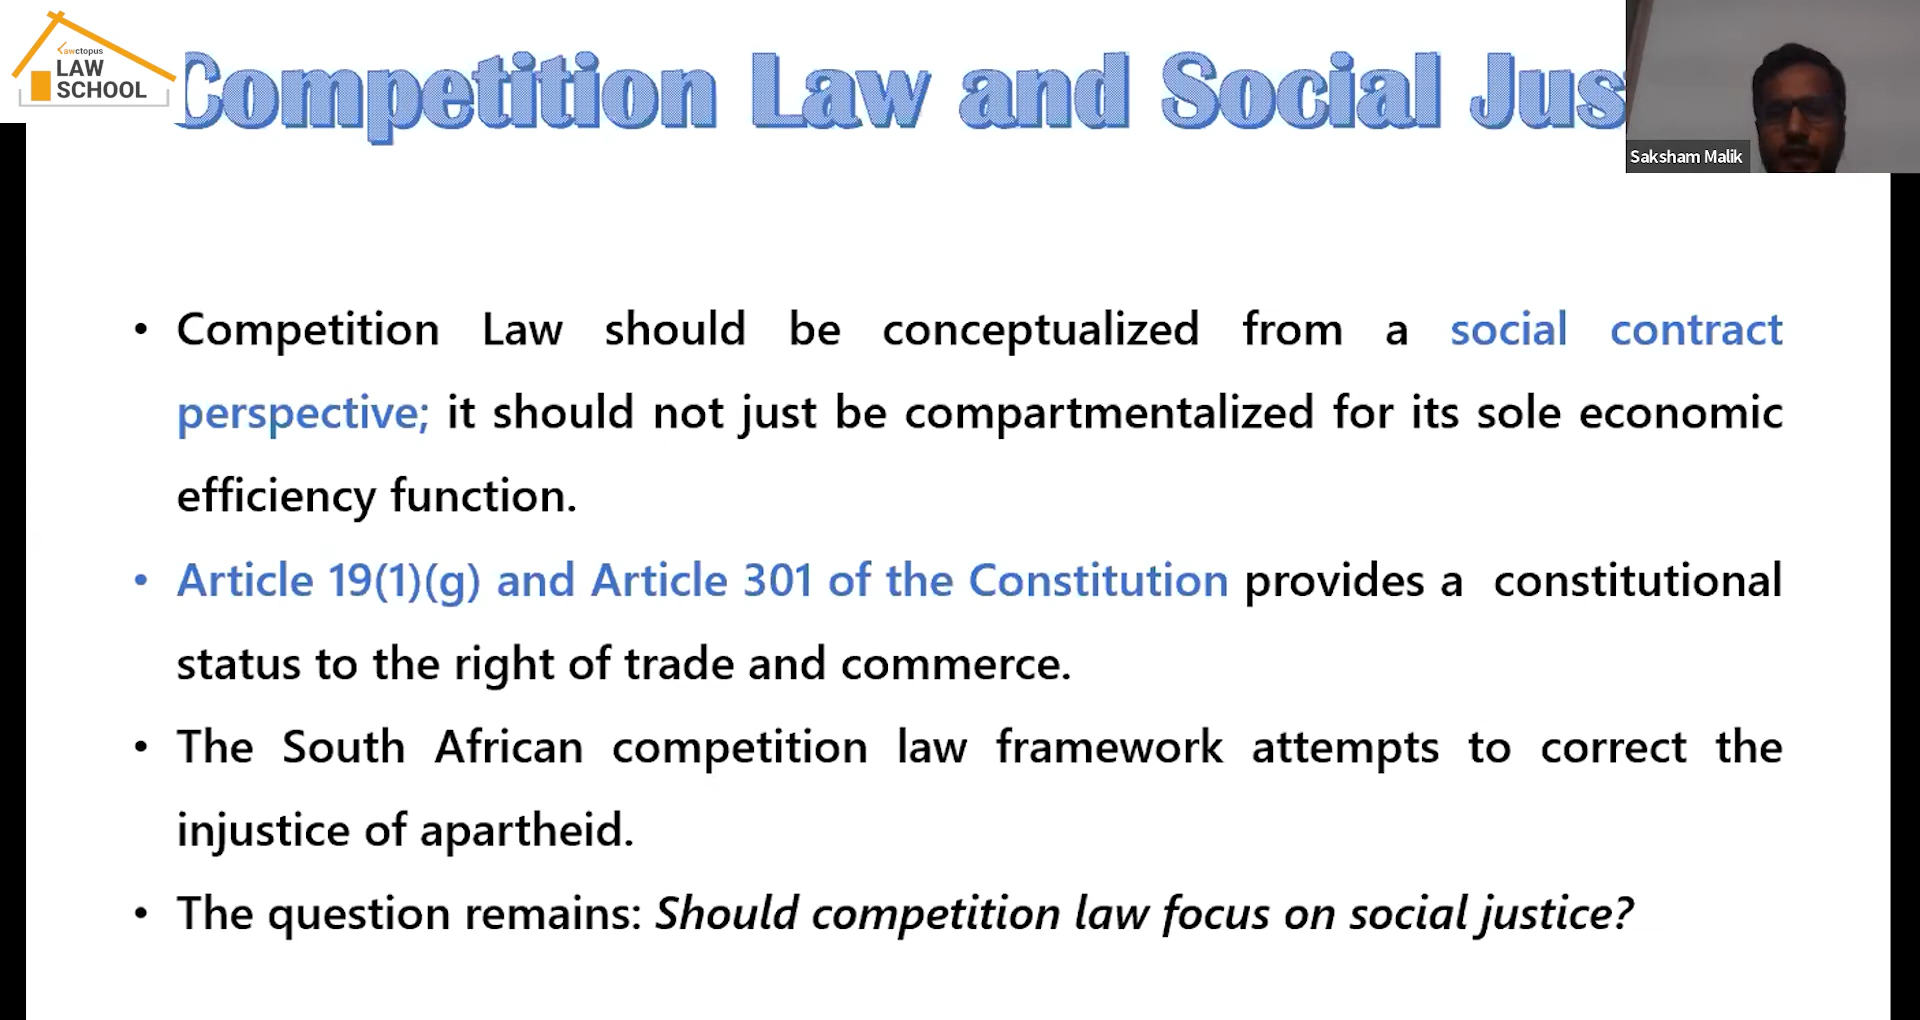 Lawctopus
LAW
SCHOOL
Competition Law and Social Jus
Saksham Malik
• Competition Law should be conceptualized from a social contract
perspective; it should not just be compartmentalized for its sole economic
efficiency function.
• Article 19(1)(g) and Article 301 of the Constitution provides a constitutional
status to the right of trade and commerce.
• The South African competition law framework attempts to correct the
injustice of apartheid.
• The question remains: Should competition law focus on social justice?